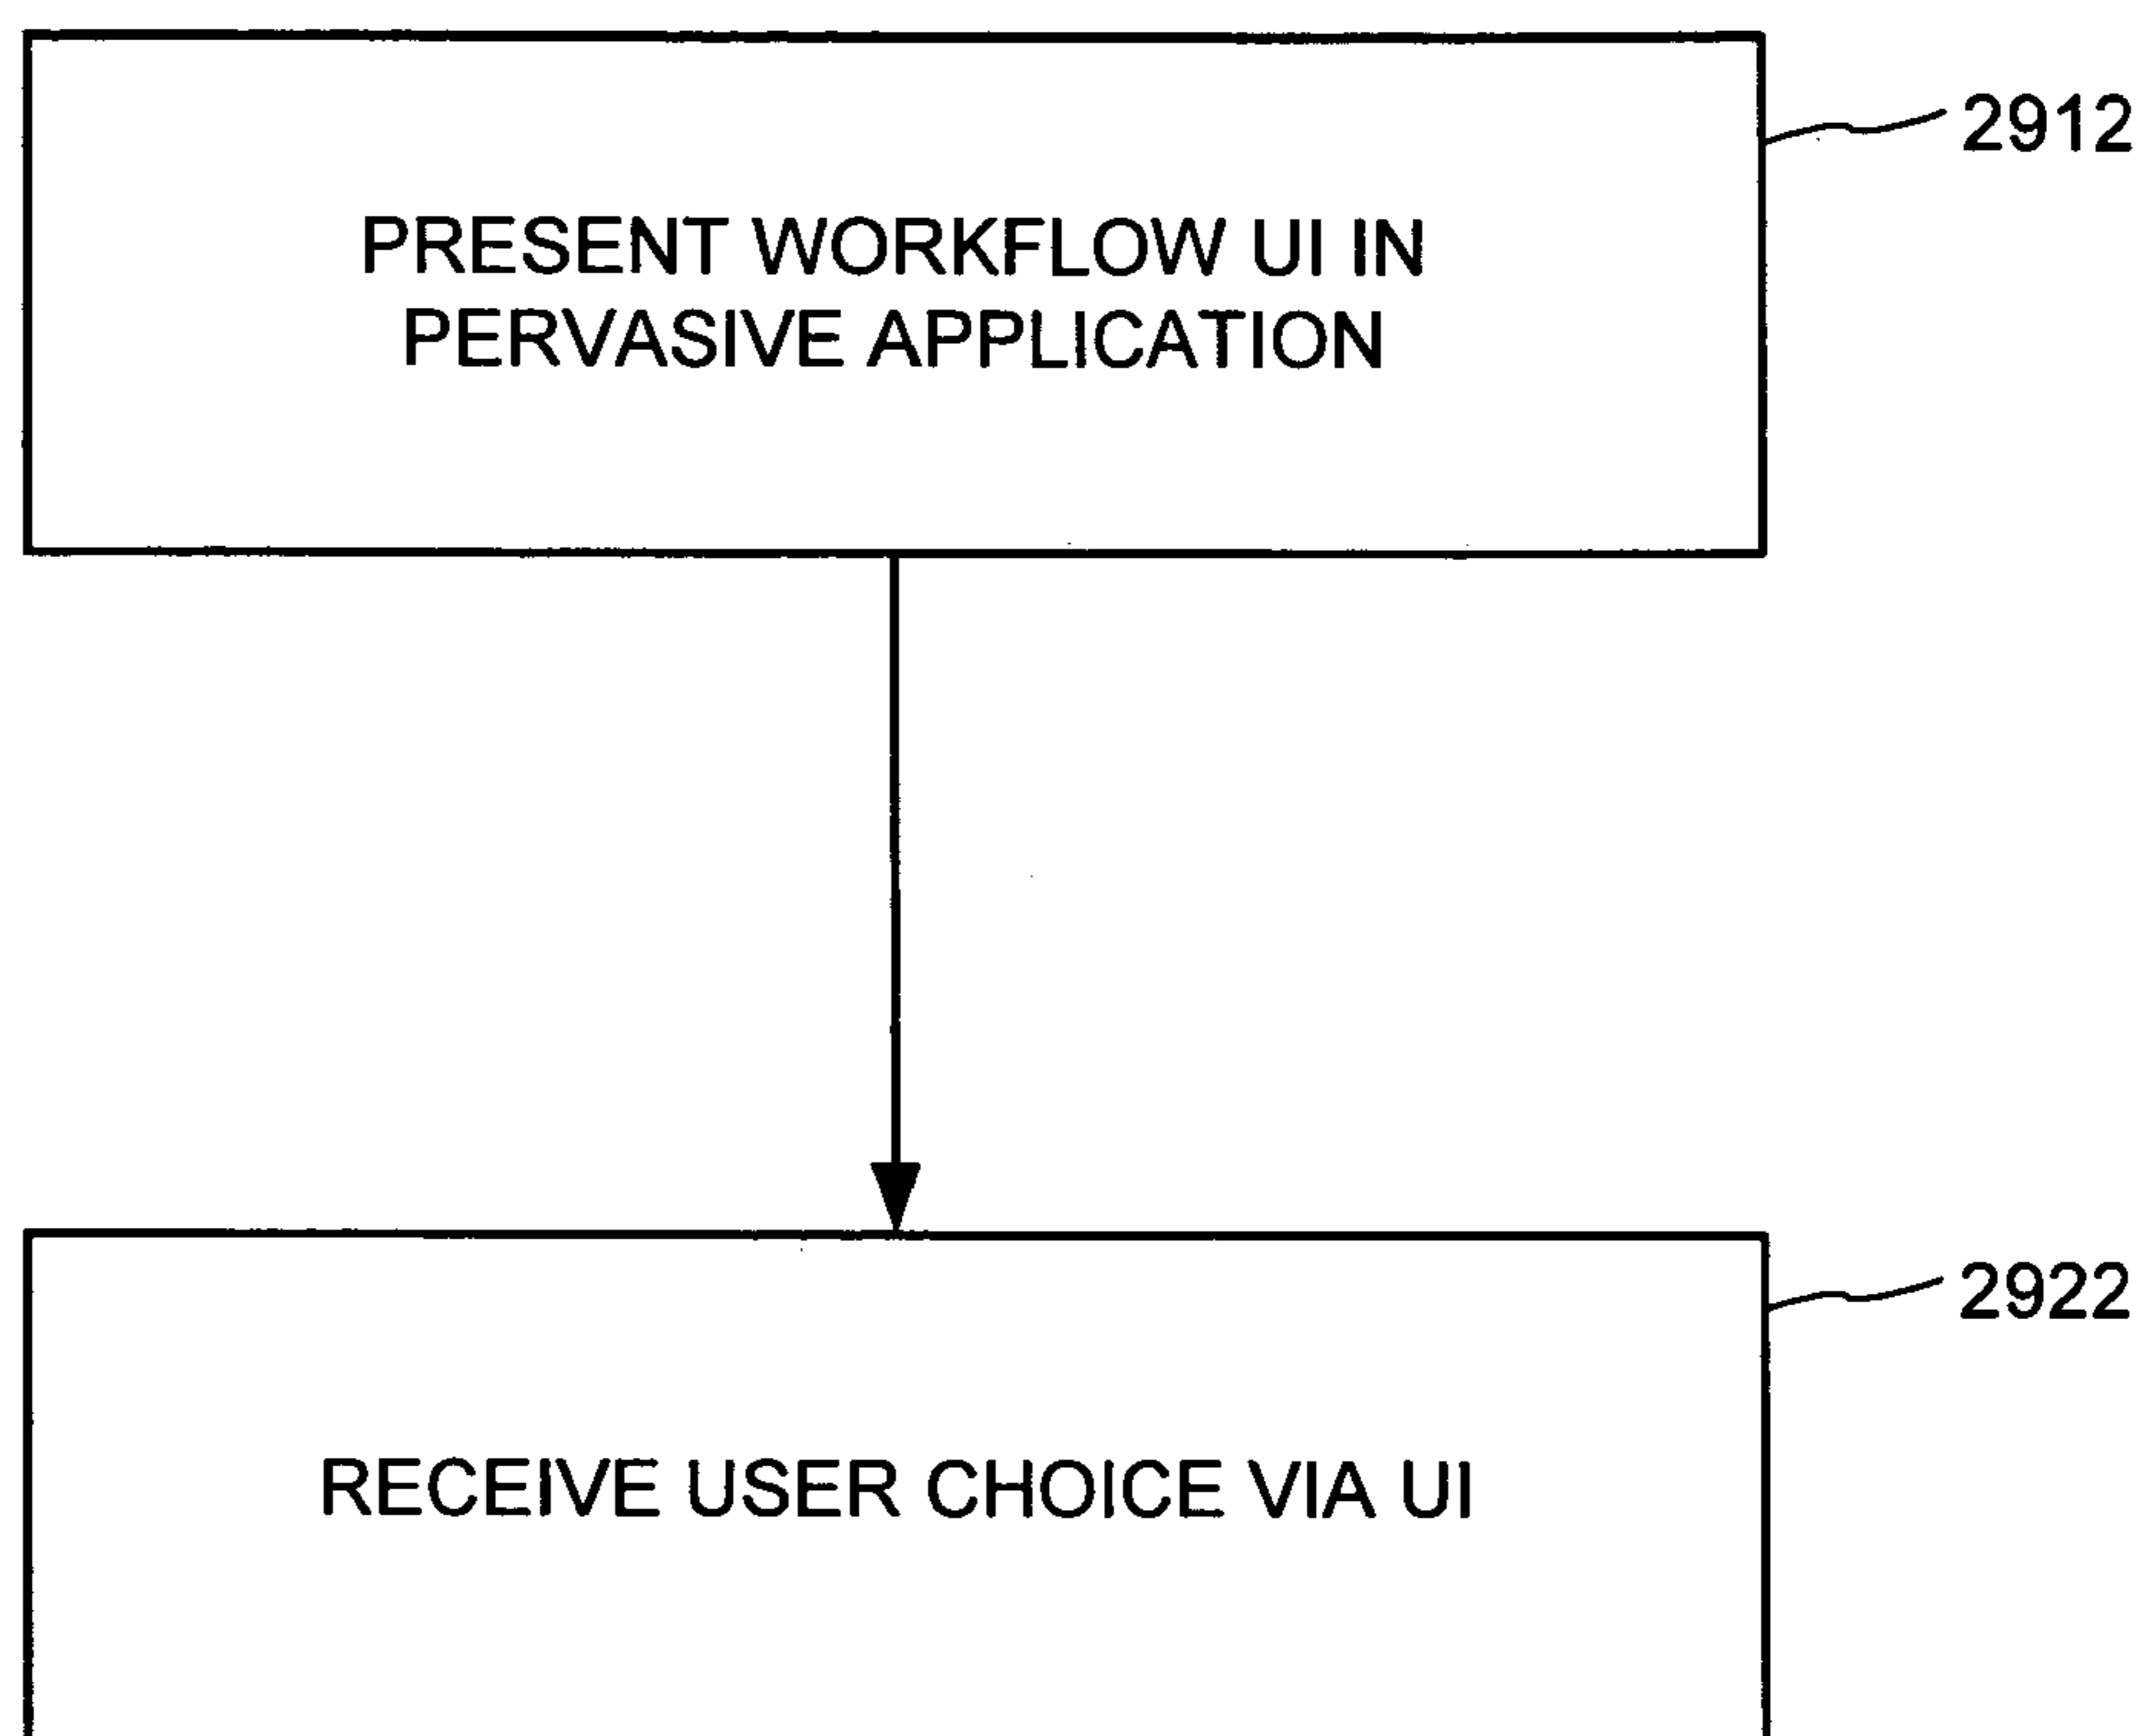 2912
PRESENT WORKFLOW UI IN
PERVASIVE APPLICATION
2922
RECEIVE USER CHOICE VIA UI